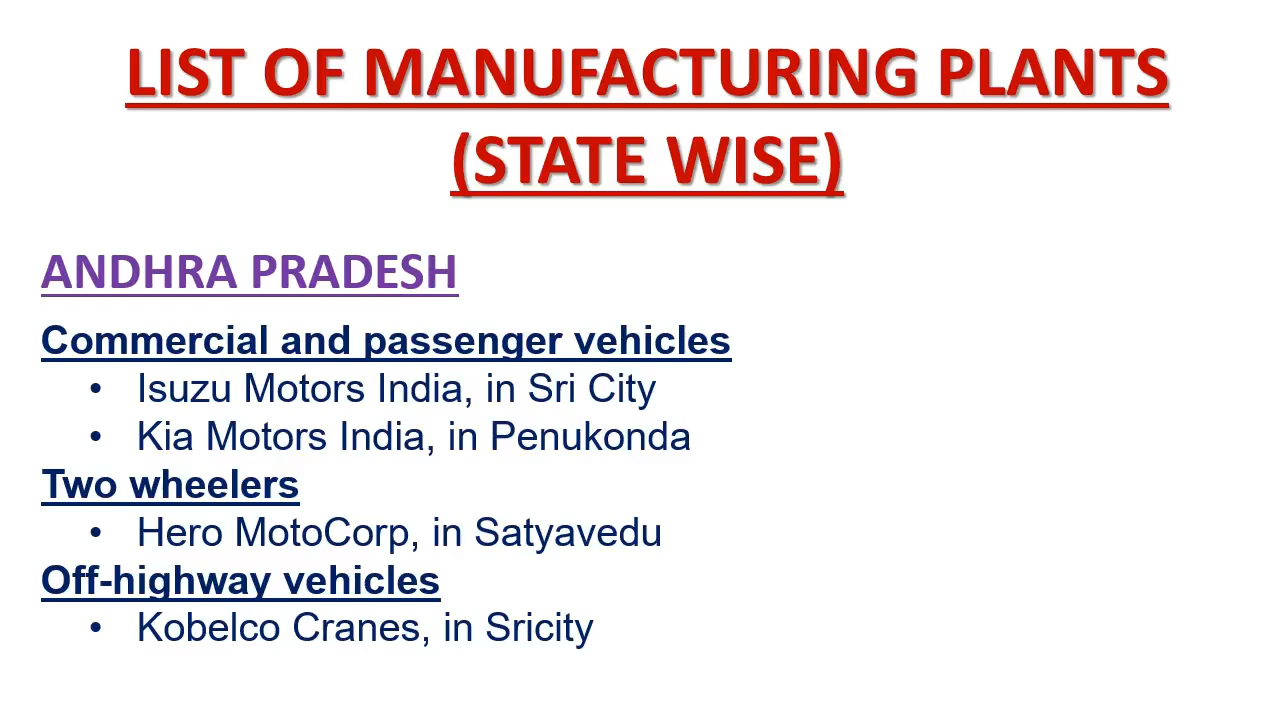 LIST OF MANUFACTURING PLANTS
(STATE WISE)
ANDHRA PRADESH
Commercial and passenger vehicles
• Isuzu Motors India, in Sri City
• Kia Motors India, in Penukonda
Two wheelers
• Hero MotoCorp, in Satyavedu
Off-highway vehicles
• Kobelco Cranes, in Sricity